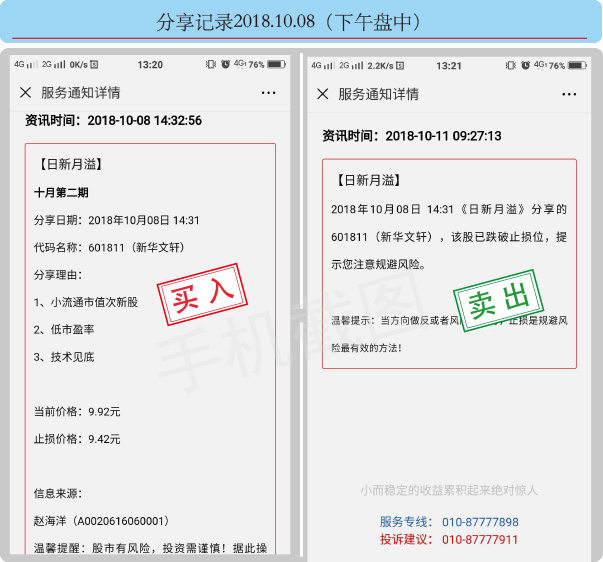 分享记录2018.10.08（下午盘中）
4G 2G 0K/s 13:20 4G 76%
服务通知详情
资讯时间：2018-10-08 14:32:56
【日新月溢】
十月第二期
分享日期：2018年10月08日 14:31
代码名称：601811（新华文轩）
分享理由：
1、小流通市值次新股
2、低市盈率
3、技术见底
买入
当前价格：9.92元
止损价格：9.42元
信息来源：
赵海洋（A0020616060001）
温馨提醒：股市有风险，投资需谨慎！据此操
4G 2G 2.2K/s 13:21 4G 76%
服务通知详情
资讯时间：2018-10-11 09:27:13
【日新月溢】
2018年10月08日 14:31《日新月溢》分享的
601811（新华文轩），该股已跌破止损位，提
示您注意规避风险。
卖出
温馨提示：当方向做反或者风 ，止损是规避风
险最有效的方法！
小而稳定的收益累积起来绝对惊人
服务专线： 010-87777898
投诉建议： 010-87777911
手机截图